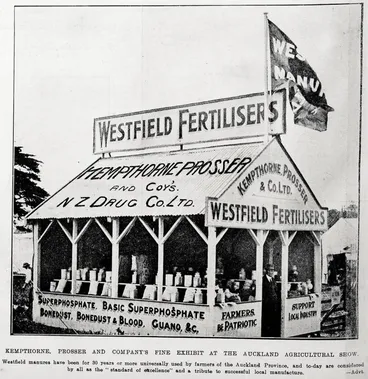 WES
MANUR
WESTFIELD FERTILISERS
KEMPTHORNE PROSSER
AND COY'S.
N Z DRUG CO. LTD.
KEMPTHORNE, PROSSER
& CO. LTD.
WESTFIELD FERTILISERS
SUPERPHOSPHATE, BASIC SUPERPHOSPHATE
BONEDUST, BONEDUST & BLOOD, GUANO, &C.
FARMERS
BE PATRIOTIC
SUPPORT
LOCAL INDUSTRY
KEMPTHORNE, PROSSER AND COMPANY'S FINE EXHIBIT AT THE AUCKLAND AGRICULTURAL SHOW.
Westfield manures have been for 30 years or more universally used by farmers of the Auckland Province, and to-day are considered
by all as the "standard of excellence" and a tribute to successful local manufacture. —Advt.